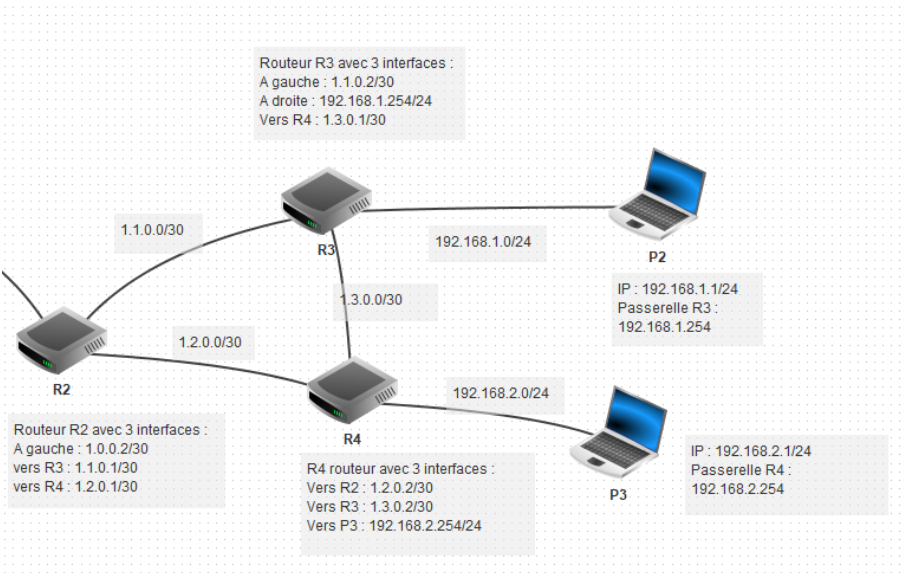 Routeur R3 avec 3 interfaces :
A gauche : 1.1.0.2/30
A droite : 192.168.1.254/24
Vers R4 : 1.3.0.1/30
1.1.0.0/30
R3
192.168.1.0/24
P2
IP : 192.168.1.1/24
Passerelle R3 :
192.168.1.254
1.3.0.0/30
1.2.0.0/30
R2
192.168.2.0/24
Routeur R2 avec 3 interfaces :
A gauche : 1.0.0.2/30
vers R3 : 1.1.0.1/30
vers R4 : 1.2.0.1/30
R4
R4 routeur avec 3 interfaces :
Vers R2 : 1.2.0.2/30
Vers R3 : 1.3.0.2/30
Vers P3 : 192.168.2.254/24
P3
IP : 192.168.2.1/24
Passerelle R4 :
192.168.2.254